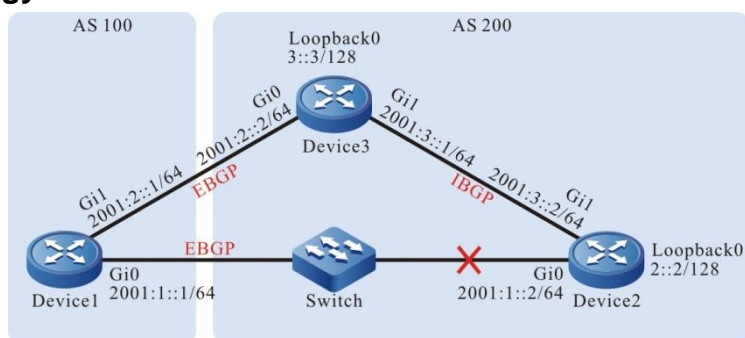 gy
AS 100
AS 200
Loopback0
3::3/128
Gi0
2001:2::2/64
Gi1
2001:3::1/64
Device3
EBGP
IBGP
Gi1
2001:2::1/64
2001:3::2/64
Gi1
EBGP
Loopback0
2::2/128
Gi0
2001:1::1/64
Gi0
2001:1::2/64
Device1
Switch
Device2